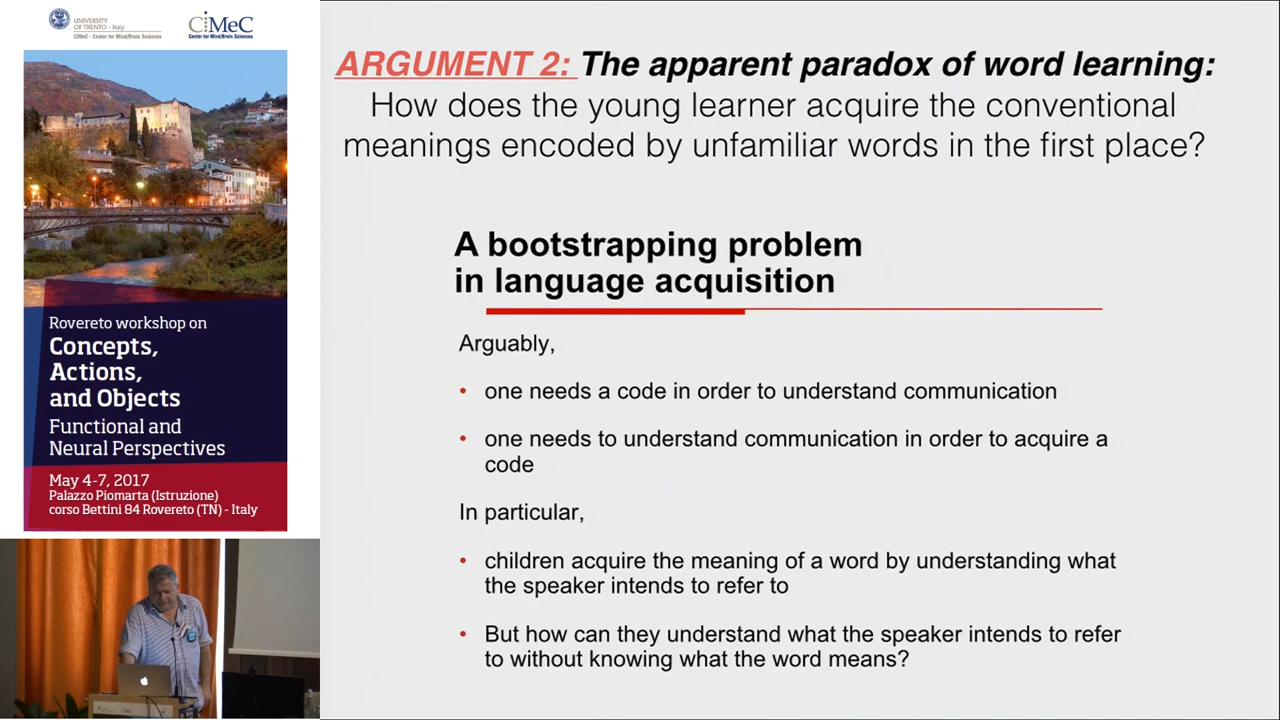 UNIVERSITY
OF TRENTO - Italy
CIMeC - Center for Mind/Brain Sciences
CiMeC
Center for Mind/Brain Sciences
Rovereto workshop on
Concepts,
Actions,
and Objects
Functional and
Neural Perspectives
May 4-7, 2017
Palazzo Piomarta (Istruzione)
corso Bettini 84 Rovereto (TN) - Italy
ARGUMENT 2: The apparent paradox of word learning:
How does the young learner acquire the conventional
meanings encoded by unfamiliar words in the first place?
A bootstrapping problem
in language acquisition
Arguably,
• one needs a code in order to understand communication
• one needs to understand communication in order to acquire a
code
In particular,
• children acquire the meaning of a word by understanding what
the speaker intends to refer to
• But how can they understand what the speaker intends to refer
to without knowing what the word means?